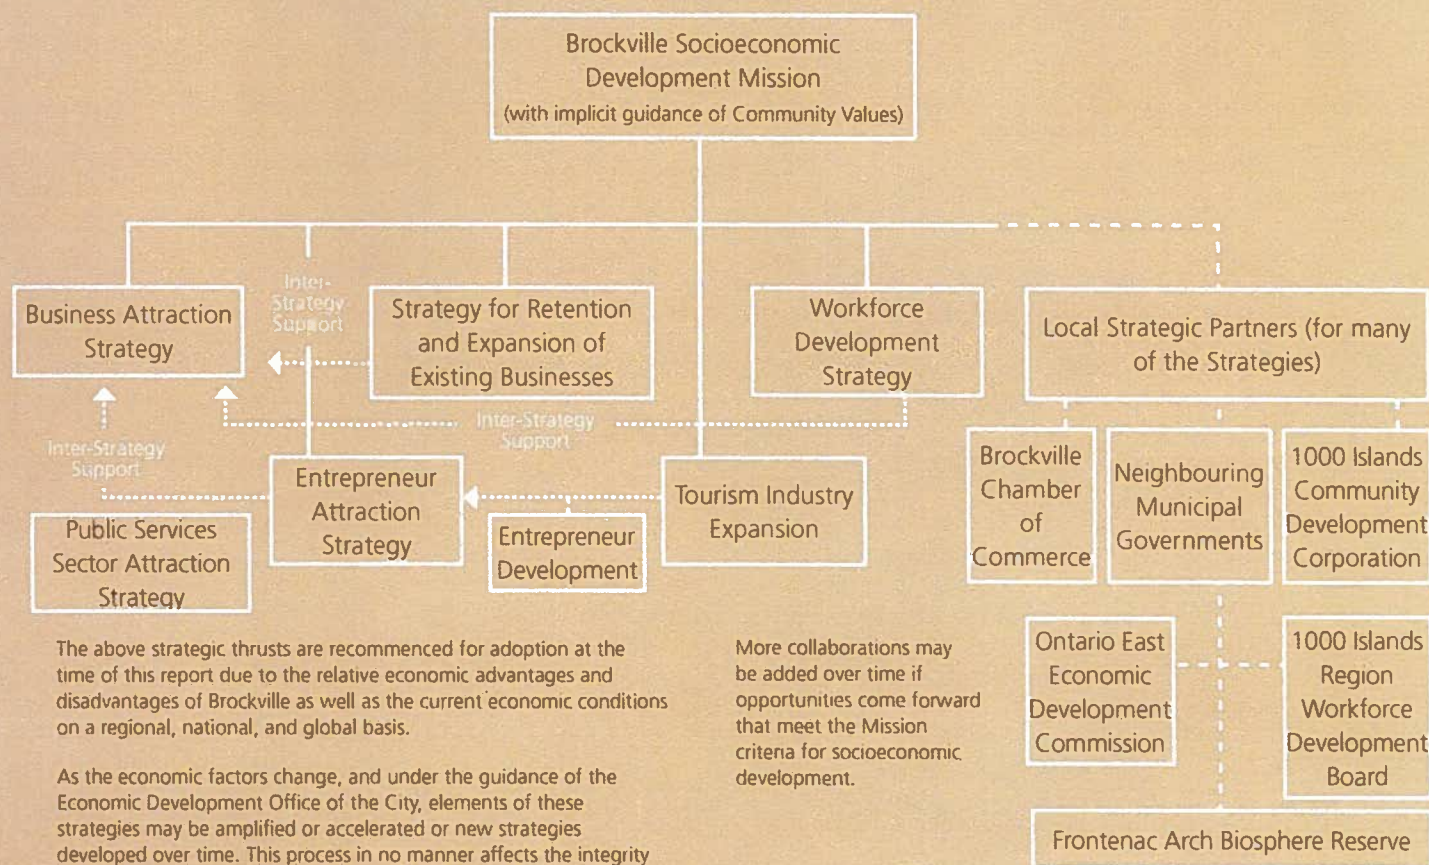 Brockville Socioeconomic
Development Mission
(with implicit guidance of Community Values)
Business Attraction
Strategy
Inter-
Strategy
Support
Strategy for Retention
and Expansion of
Existing Businesses
Workforce
Development
Strategy
Local Strategic Partners (for many
of the Strategies)
Inter-Strategy
Support
Inter-Strategy
Support
Public Services
Sector Attraction
Strategy
Entrepreneur
Attraction
Strategy
Entrepreneur
Development
Tourism Industry
Expansion
Brockville
Chamber
of
Commerce
Neighbouring
Municipal
Governments
1000 Islands
Community
Development
Corporation
Ontario East
Economic
Development
Commission
1000 Islands
Region
Workforce
Development
Board
Frontenac Arch Biosphere Reserve
The above strategic thrusts are recommended for adoption at the
time of this report due to the relative economic advantages and
disadvantages of Brockville as well as the current economic conditions
on a regional, national, and global basis.
As the economic factors change, and under the guidance of the
Economic Development Office of the City, elements of these
strategies may be amplified or accelerated or new strategies
developed over time. This process in no manner affects the integrity
More collaborations may
be added over time if
opportunities come forward
that meet the Mission
criteria for socioeconomic
development.